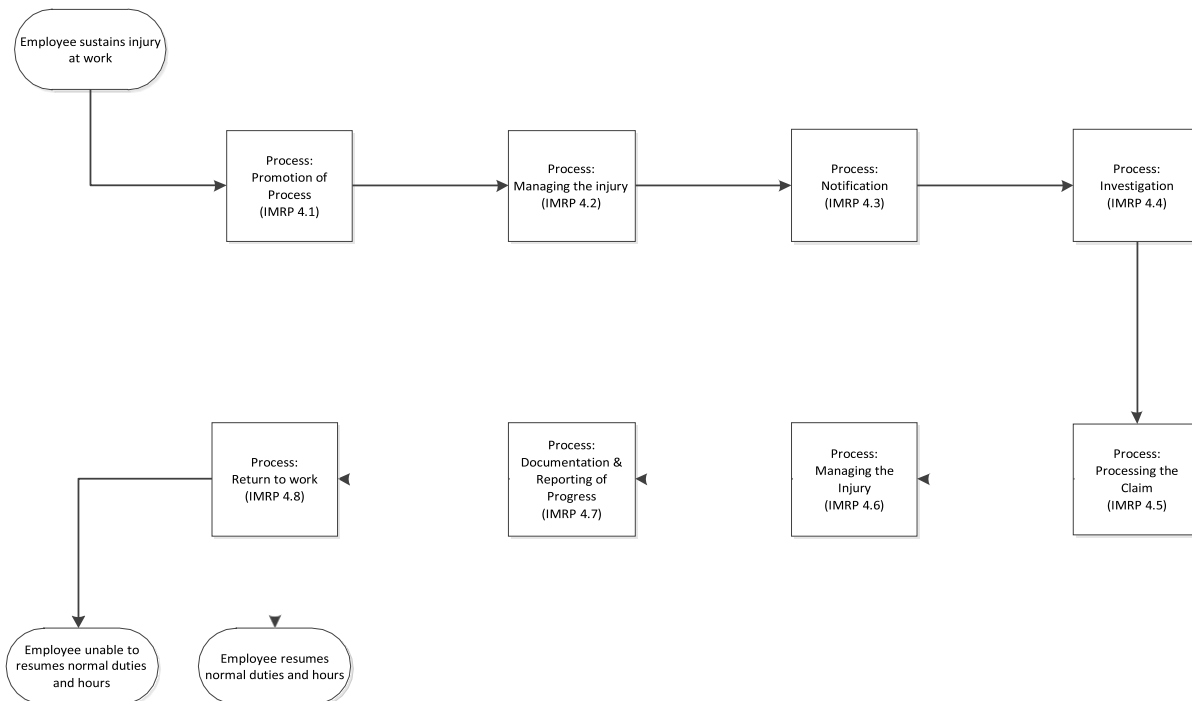 Employee sustains injury
at work
Process:
Promotion of
Process
(IMRP 4.1)
Process:
Managing the injury
(IMRP 4.2)
Process:
Notification
(IMRP 4.3)
Process:
Investigation
(IMRP 4.4)
Process:
Return to work
(IMRP 4.8)
Process:
Documentation &
Reporting of
Progress
(IMRP 4.7)
Process:
Managing the
Injury
(IMRP 4.6)
Process:
Processing the
Claim
(IMRP 4.5)
Employee unable to
resumes normal duties
and hours
Employee resumes
normal duties and hours